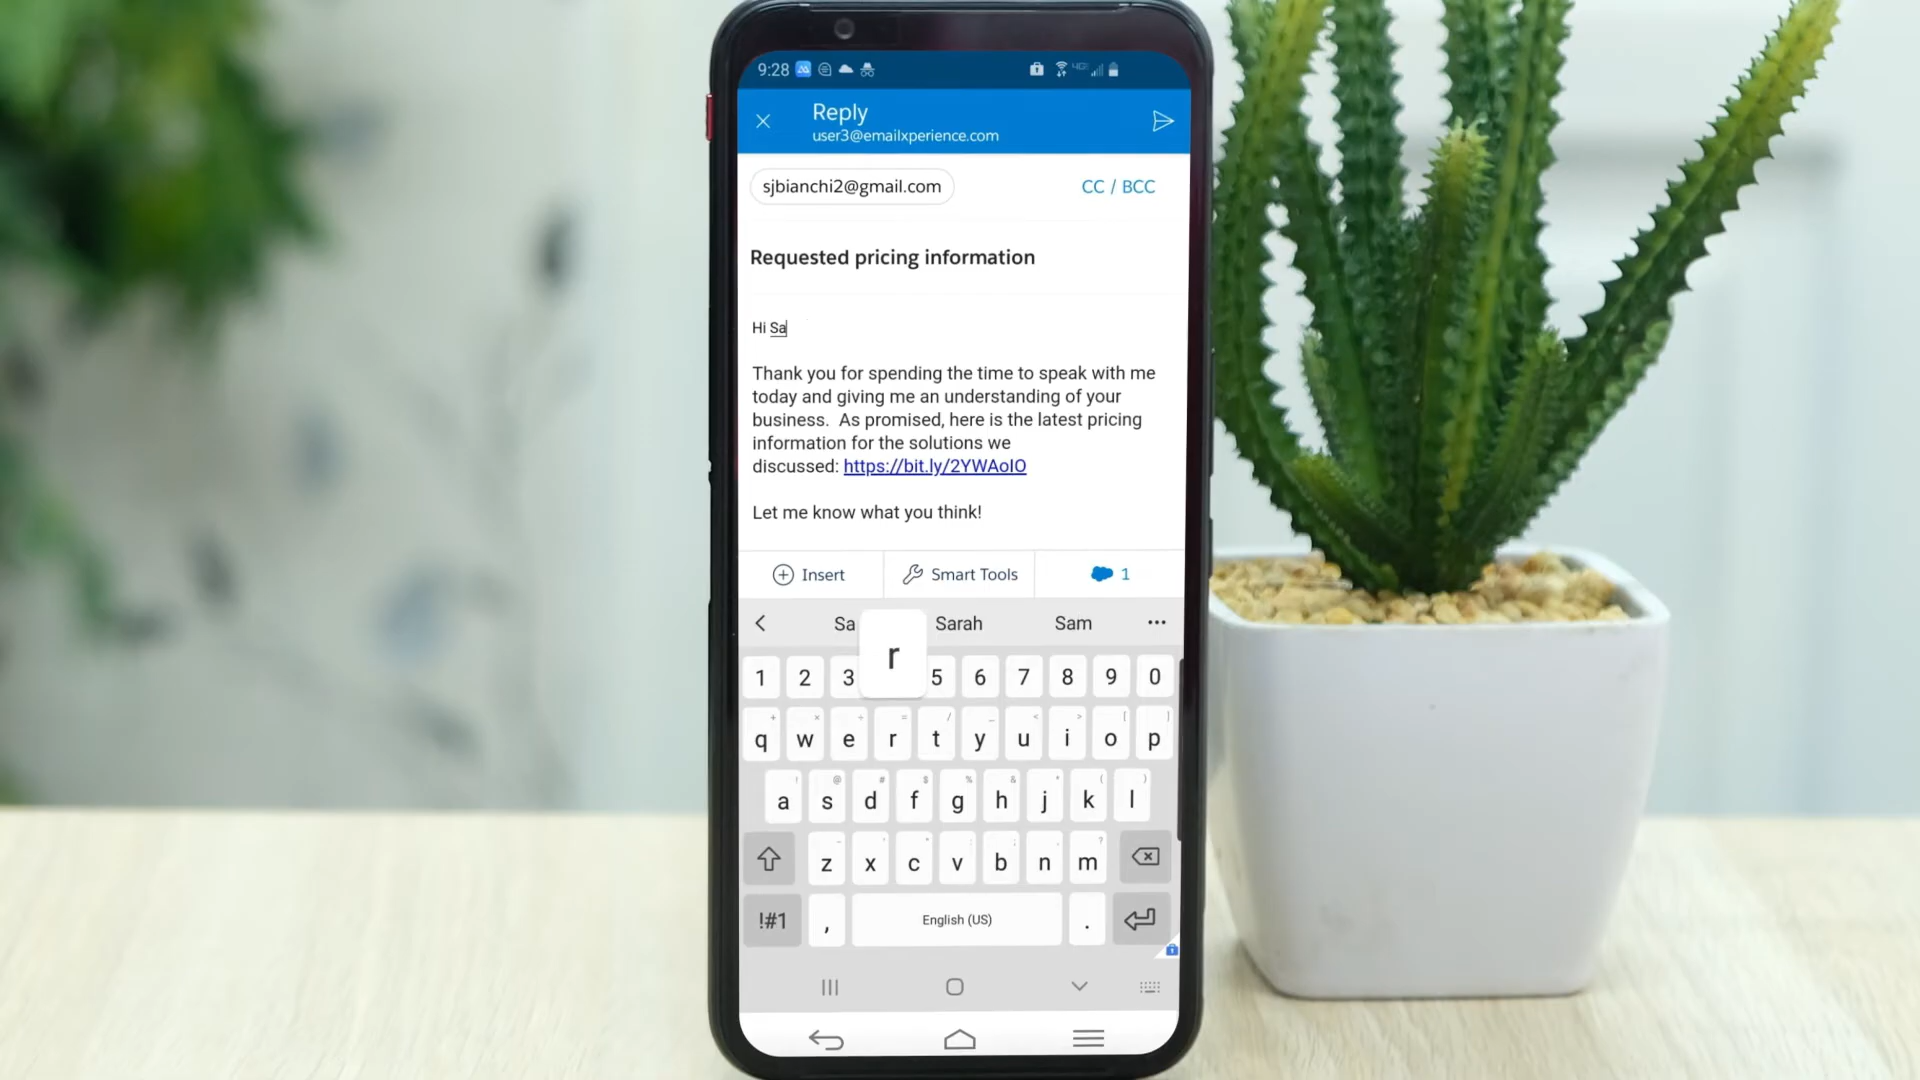 9:28
Reply
user3@emailxperience.com
sjbianchi2@gmail.com CC / BCC
Requested pricing information
Hi Sa
Thank you for spending the time to speak with me
today and giving me an understanding of your
business. As promised, here is the latest pricing
information for the solutions we
discussed: https://bit.ly/2YWAoIO
Let me know what you think!
Insert Smart Tools 1
Sa Sarah Sam
r
1 2 3 5 6 7 8 9 0
q w e r t y u i o p
a s d f g h j k l
z x c v b n m
!#1 , English (US) .